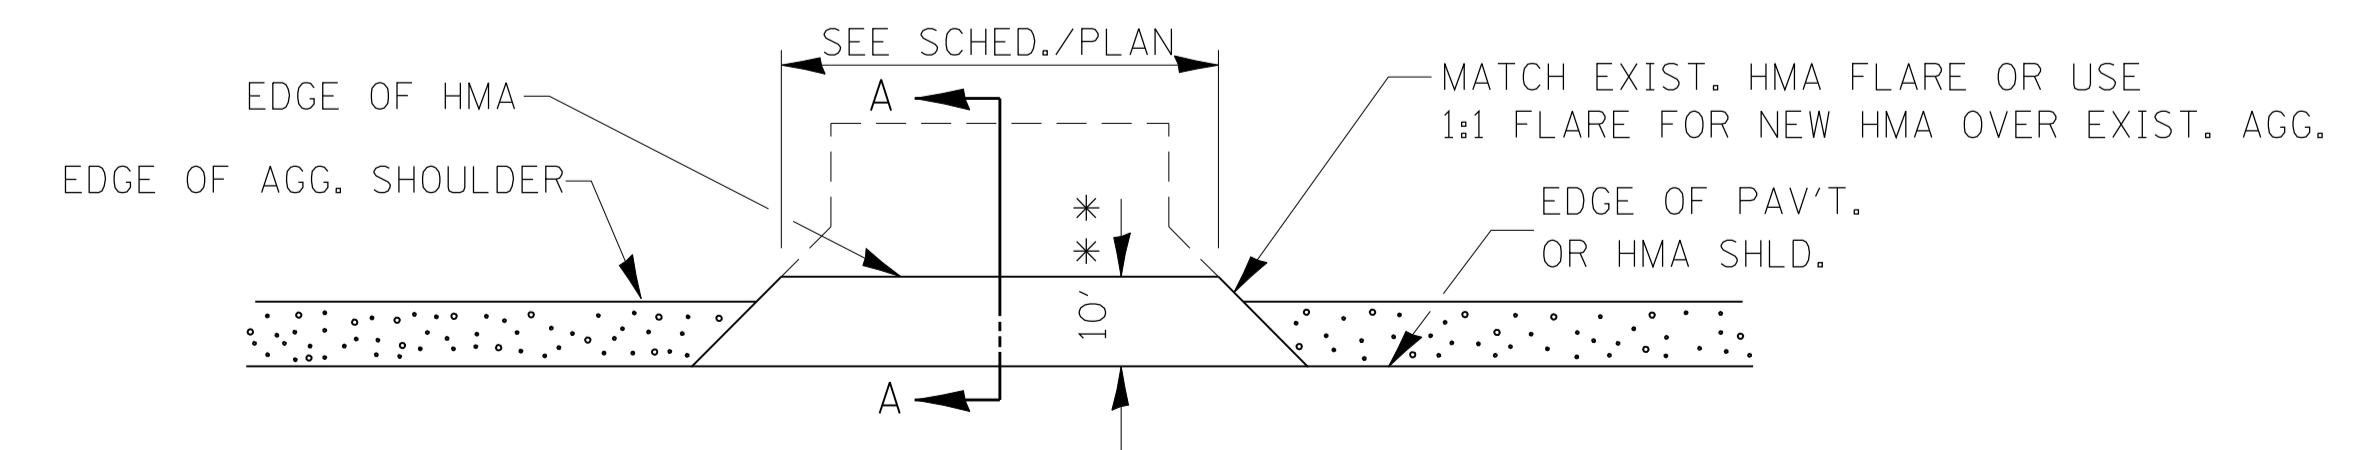 SEE SCHED./PLAN
EDGE OF HMA
A
MATCH EXIST. HMA FLARE OR USE
1:1 FLARE FOR NEW HMA OVER EXIST. AGG.
EDGE OF AGG. SHOULDER
EDGE OF PAV'T.
OR HMA SHLD.
10' **
A